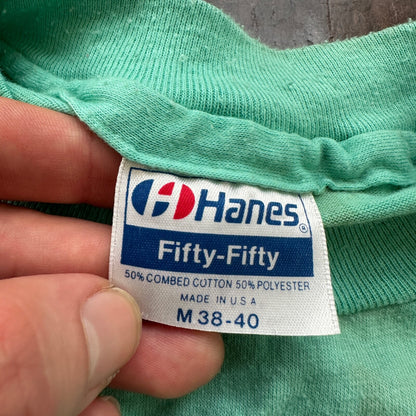 Hanes®
Fifty-Fifty
50% COMBED COTTON 50% POLYESTER
MADE IN U.S.A
M 38-40